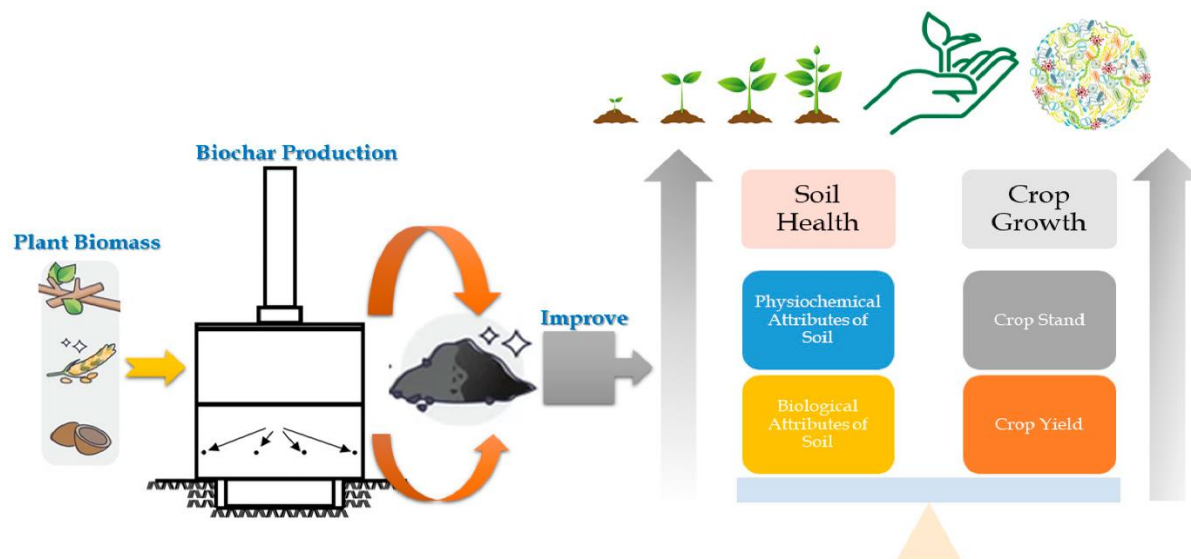 Biochar Production
Plant Biomass
Improve
Soil
Health
Crop
Growth
Physiochemical
Attributes of
Soil
Crop Stand
Biological
Attributes of
Soil
Crop Yield